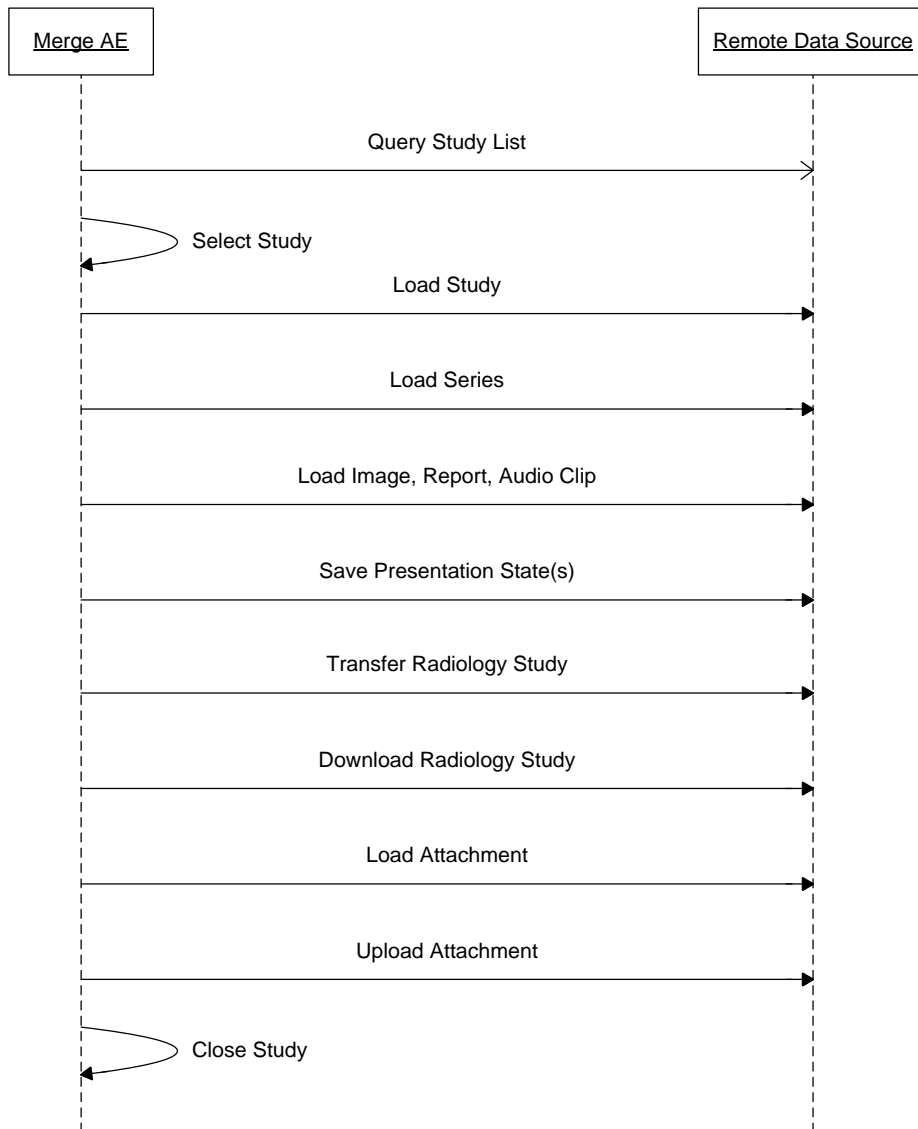 Merge AE
Remote Data Source
Query Study List
Select Study
Load Study
Load Series
Load Image, Report, Audio Clip
Save Presentation State(s)
Transfer Radiology Study
Download Radiology Study
Load Attachment
Upload Attachment
Close Study